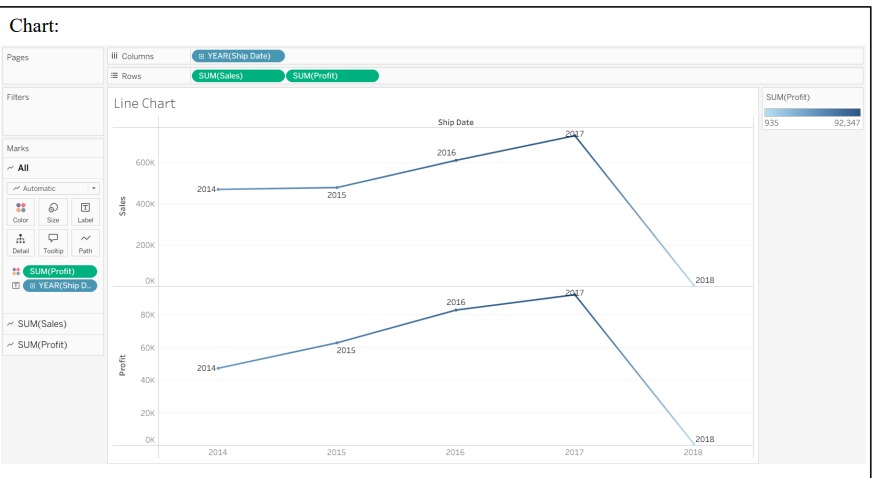 Chart:
Pages
Columns
YEAR(Ship Date)
Rows
SUM(Sales)
SUM(Profit)
Filters
Line Chart
SUM(Profit)
935
92,347
Marks
All
Automatic
Color
Size
Label
Detail
Tooltip
Path
SUM(Profit)
YEAR(Ship D..
SUM(Sales)
SUM(Profit)
Ship Date
Sales
600K
400K
200K
0K
2014
2015
2016
2017
2018
Profit
80K
60K
40K
20K
0K
2014
2015
2016
2017
2018
2014
2015
2016
2017
2018